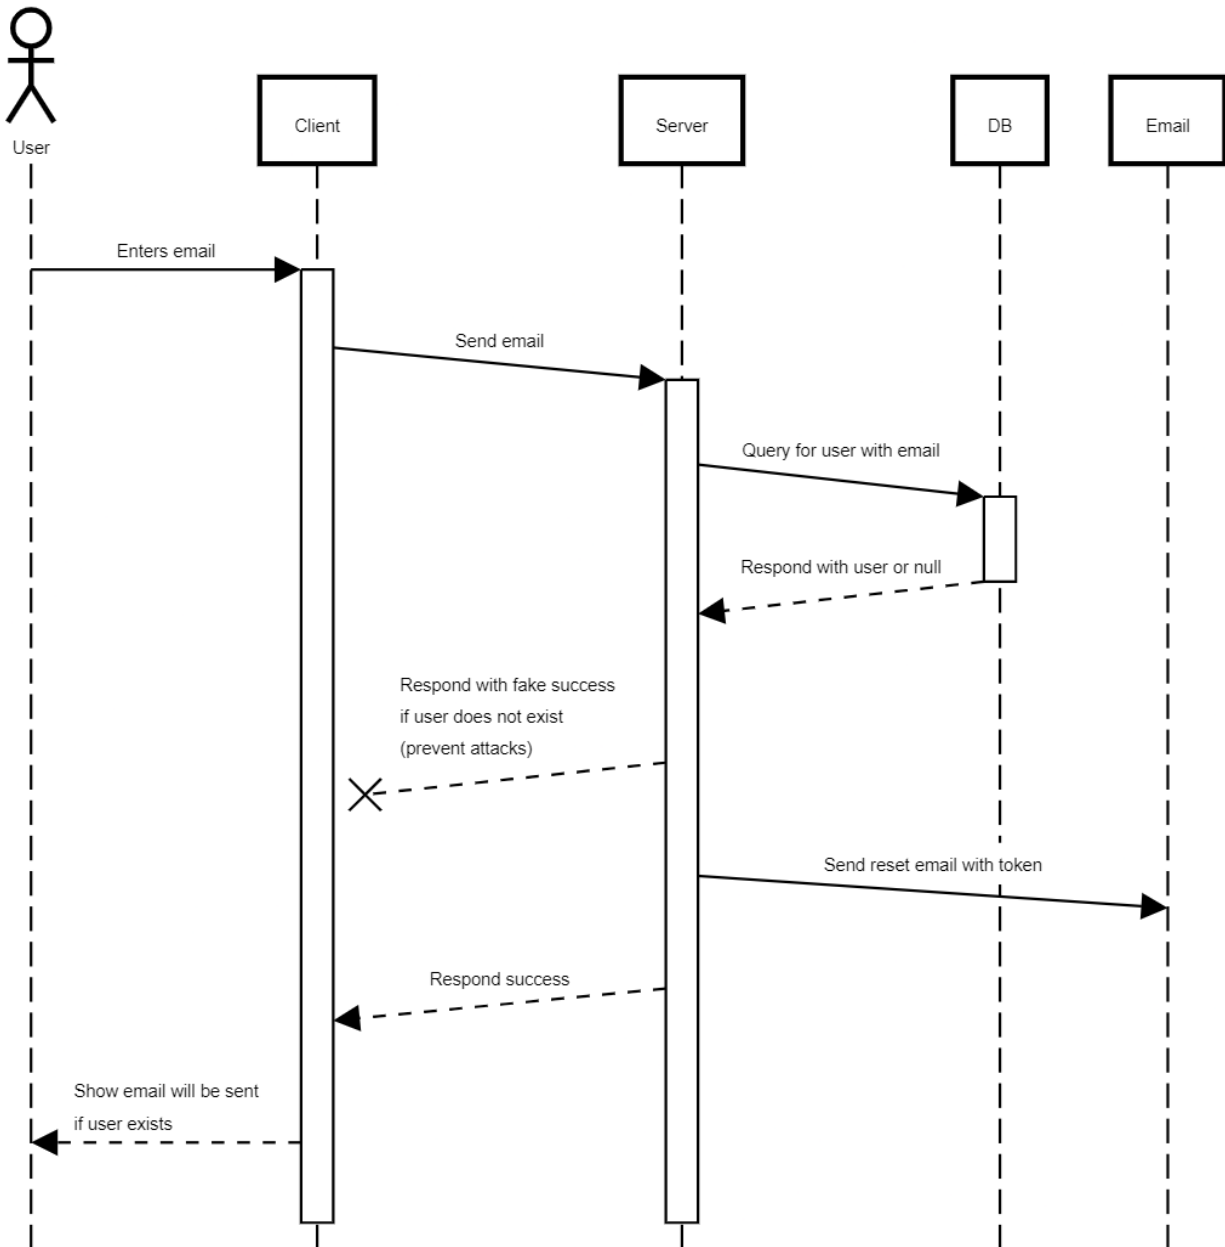 User
Client
Server
DB
Email
Enters email
Send email
Query for user with email
Respond with user or null
Respond with fake success
if user does not exist
(prevent attacks)
Send reset email with token
Respond success
Show email will be sent
if user exists